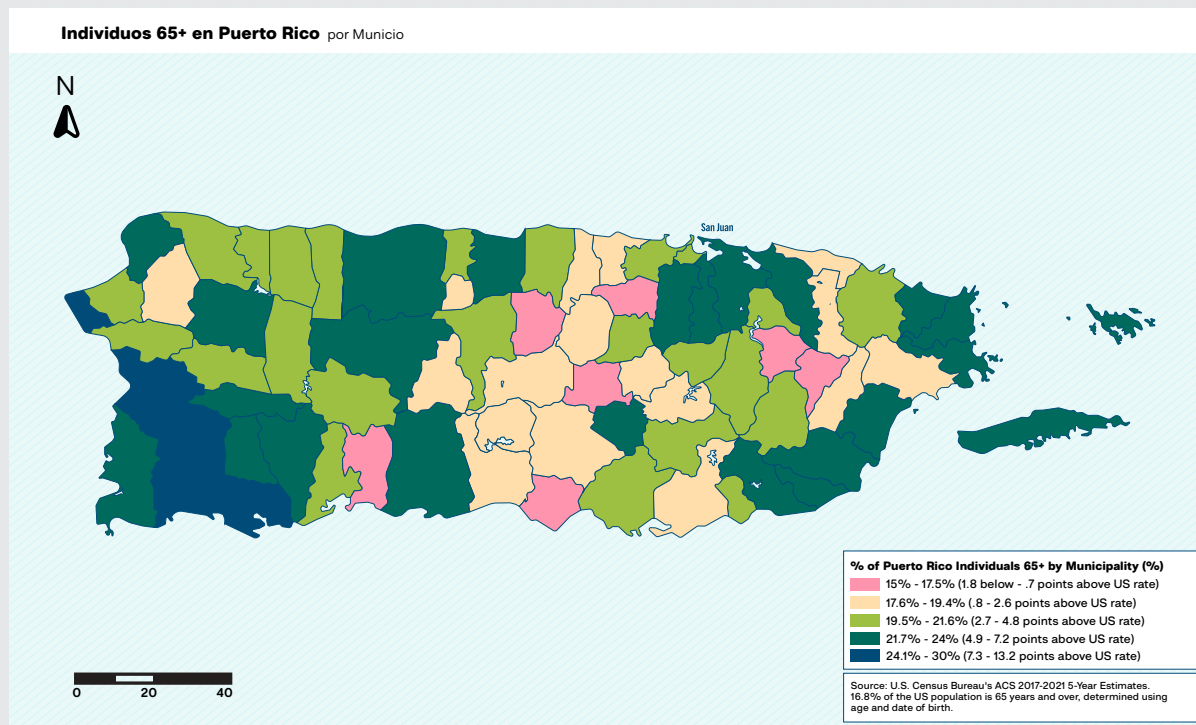 Individuos 65+ en Puerto Rico por Municio
N
San Juan
% of Puerto Rico Individuals 65+ by Municipality (%)
15% - 17.5% (1.8 below - .7 points above US rate)
17.6% - 19.4% (.8 - 2.6 points above US rate)
19.5% - 21.6% (2.7 - 4.8 points above US rate)
21.7% - 24% (4.9 - 7.2 points above US rate)
24.1% - 30% (7.3 - 13.2 points above US rate)
0 20 40
Source: U.S. Census Bureau's ACS 2017-2021 5-Year Estimates.
16.8% of the US population is 65 years and over, determined using
age and date of birth.